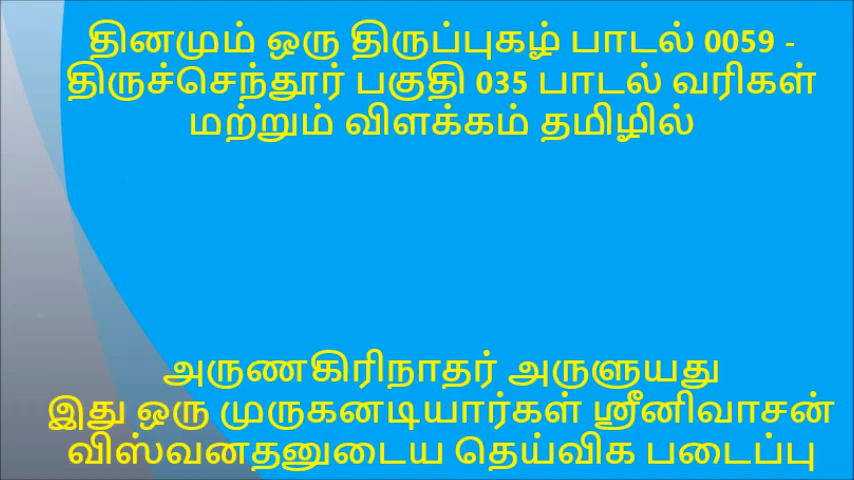 தினமும் ஒரு திருப்புகழ் பாடல் 0059 -
திருச்செந்தூர் பகுதி 035 பாடல் வரிகள்
மற்றும் விளக்கம் தமிழில்
அருணகிரிநாதர் அருளுயது
இது ஒரு முருகனடியார்கள் ஸ்ரீனிவாசன்
விஸ்வனதனுடைய தெய்விக படைப்பு